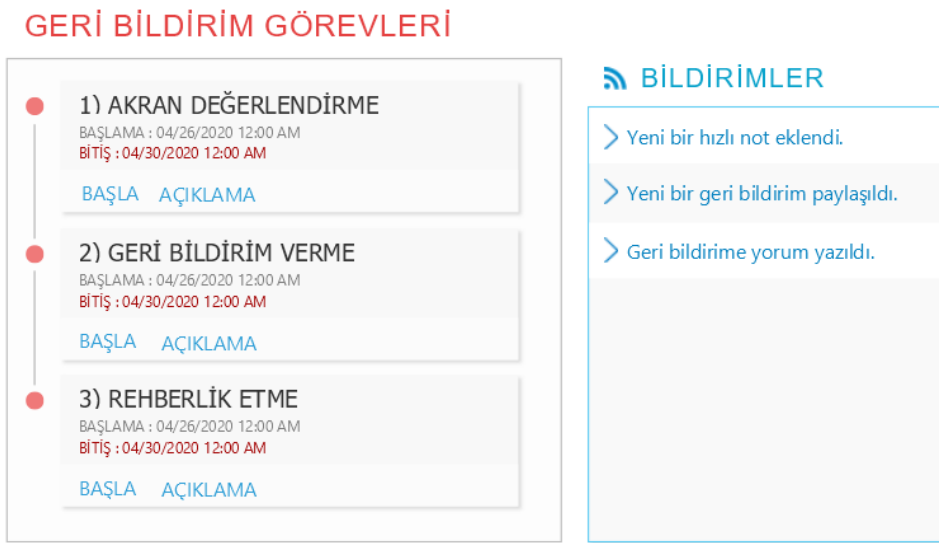 GERİ BİLDİRİM GÖREVLERİ
1) AKRAN DEĞERLENDİRME
BAŞLAMA : 04/26/2020 12:00 AM
BİTİŞ : 04/30/2020 12:00 AM
BAŞLA AÇIKLAMA
2) GERİ BİLDİRİM VERME
BAŞLAMA : 04/26/2020 12:00 AM
BİTİŞ : 04/30/2020 12:00 AM
BAŞLA AÇIKLAMA
3) REHBERLİK ETME
BAŞLAMA : 04/26/2020 12:00 AM
BİTİŞ : 04/30/2020 12:00 AM
BAŞLA AÇIKLAMA
BİLDİRİMLER
Yeni bir hızlı not eklendi.
Yeni bir geri bildirim paylaşıldı.
Geri bildirime yorum yazıldı.